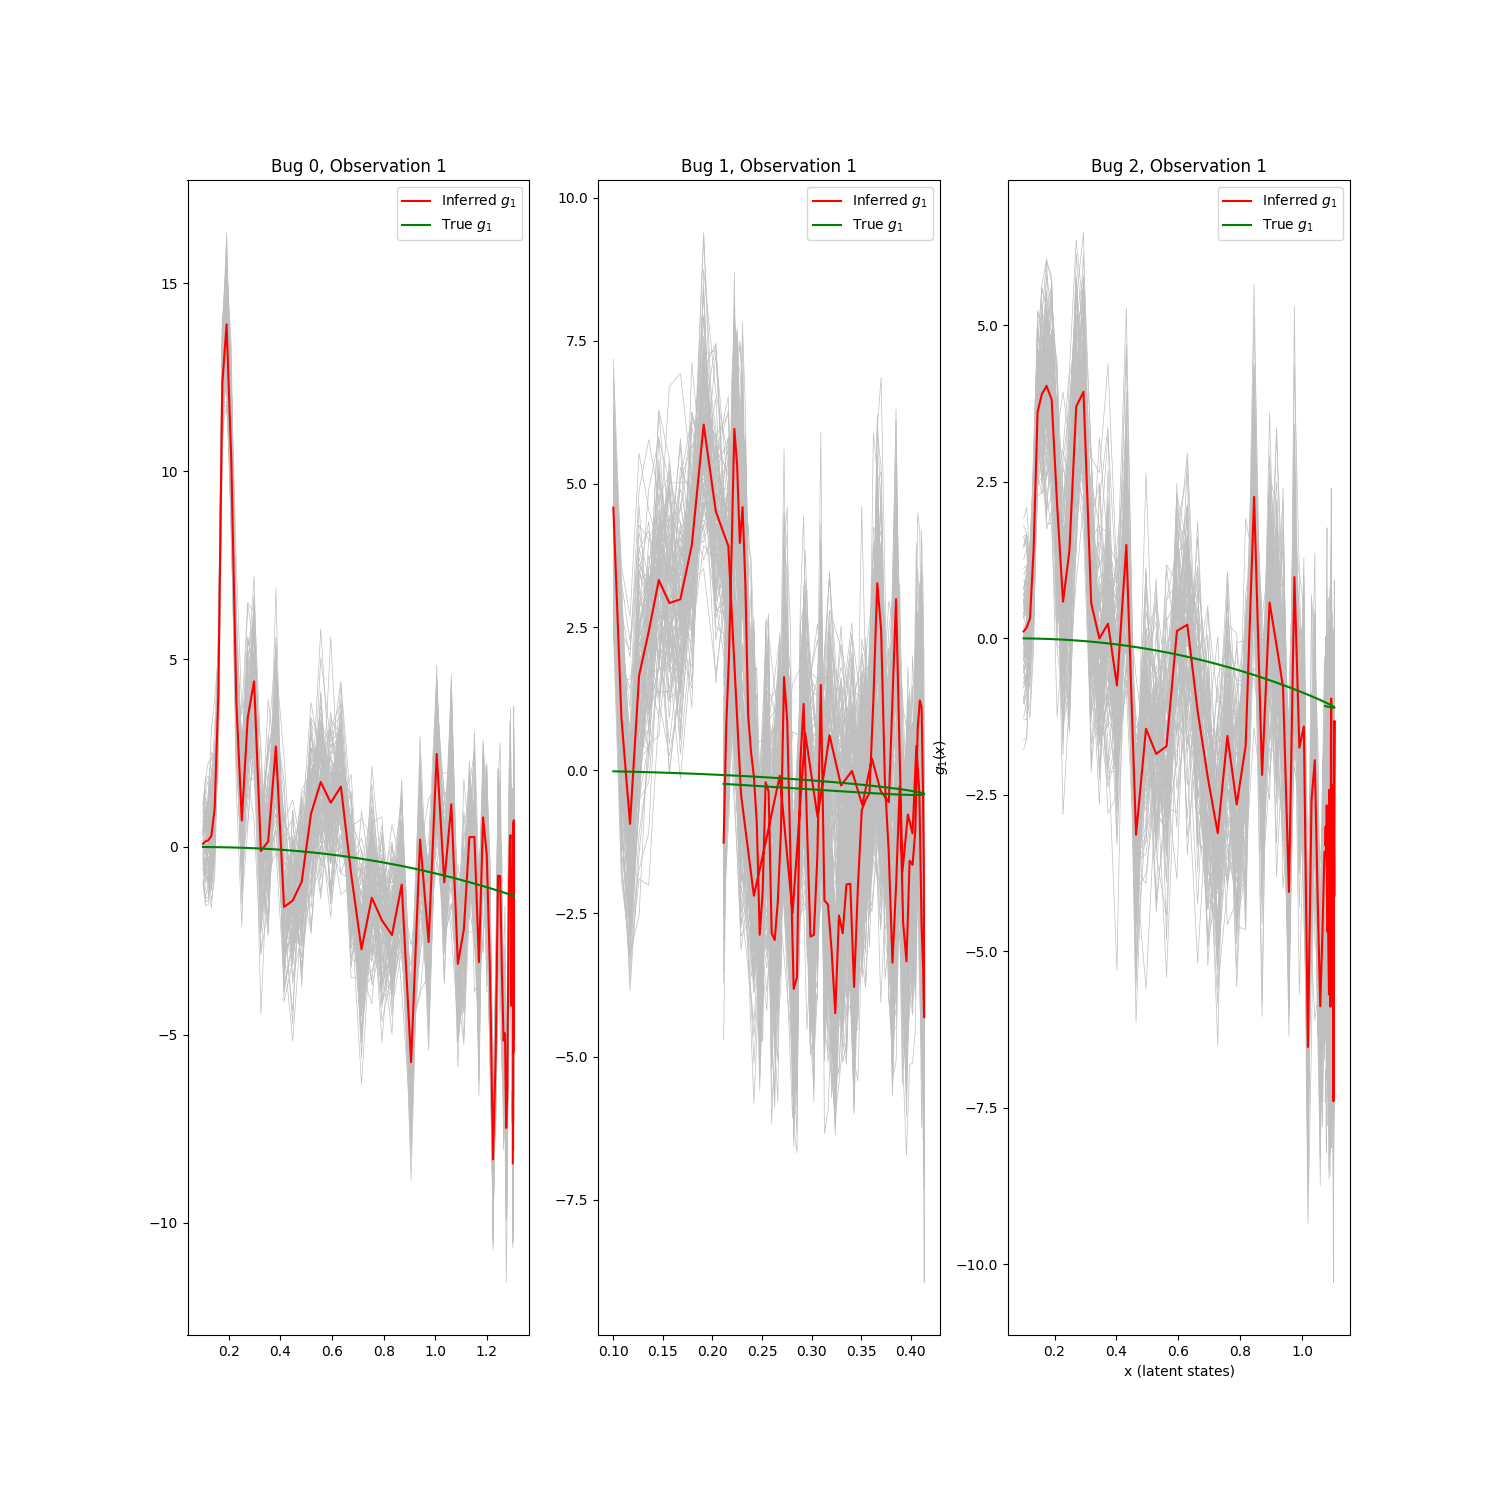 Bug 0, Observation 1
Inferred g₁
True g₁
15
10
5
0
−5
−10
0.2 0.4 0.6 0.8 1.0 1.2
Bug 1, Observation 1
Inferred g₁
True g₁
10.0
7.5
5.0
2.5
0.0
−2.5
−5.0
−7.5
0.10 0.15 0.20 0.25 0.30 0.35 0.40
Bug 2, Observation 1
Inferred g₁
True g₁
g₁(x)
5.0
2.5
0.0
−2.5
−5.0
−7.5
−10.0
0.2 0.4 0.6 0.8 1.0
x (latent states)